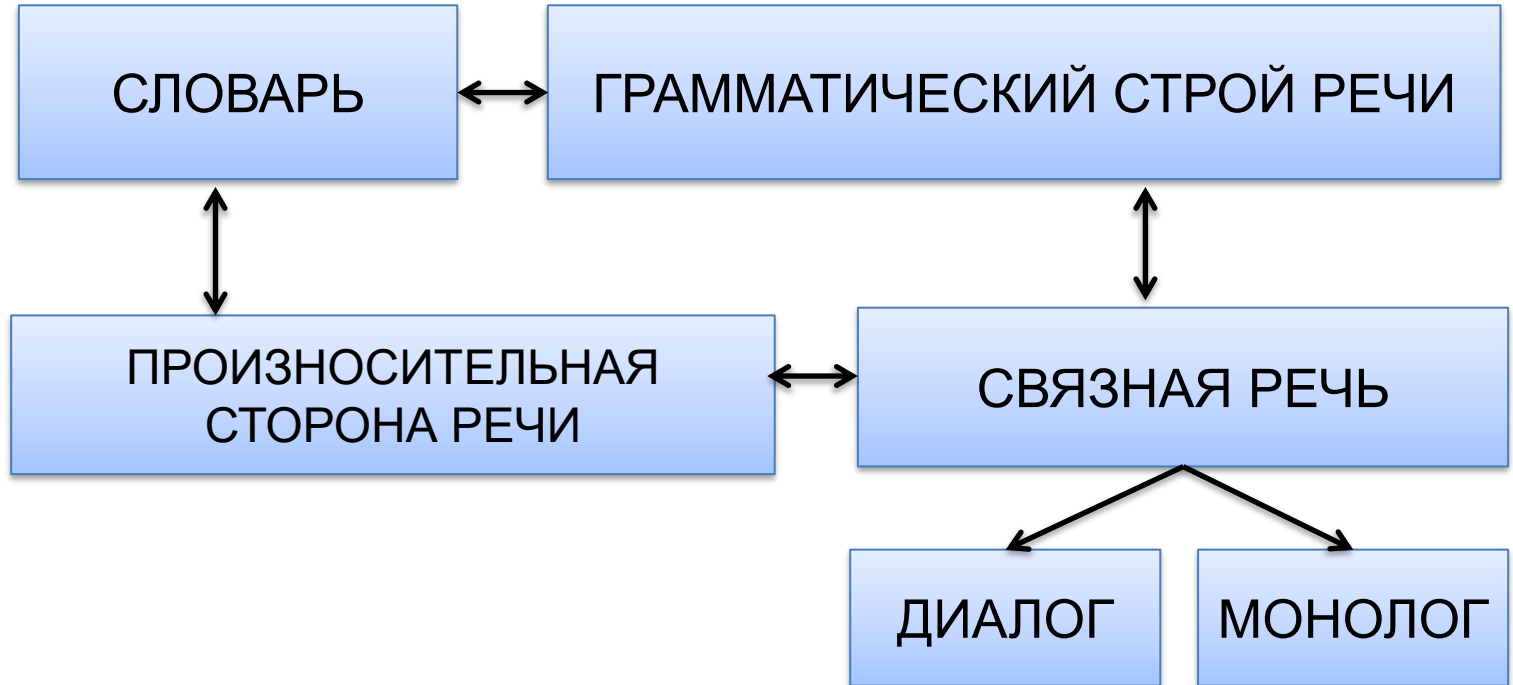 СЛОВАРЬ
ГРАММАТИЧЕСКИЙ СТРОЙ РЕЧИ
ПРОИЗНОСИТЕЛЬНАЯ
СТОРОНА РЕЧИ
СВЯЗНАЯ РЕЧЬ
ДИАЛОГ
МОНОЛОГ